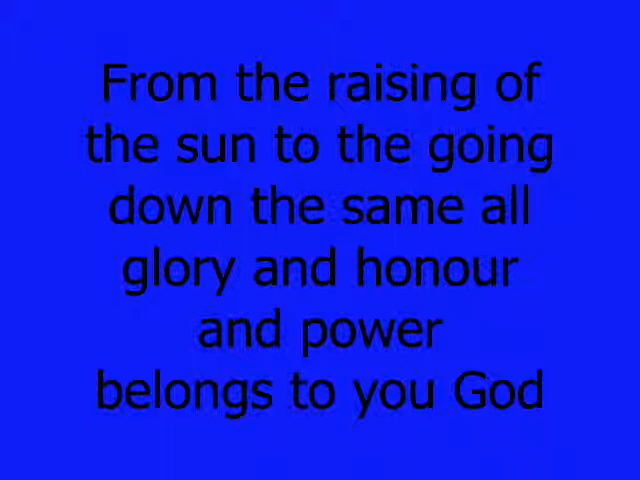 From the raising of
the sun to the going
down the same all
glory and honour
and power
belongs to you God